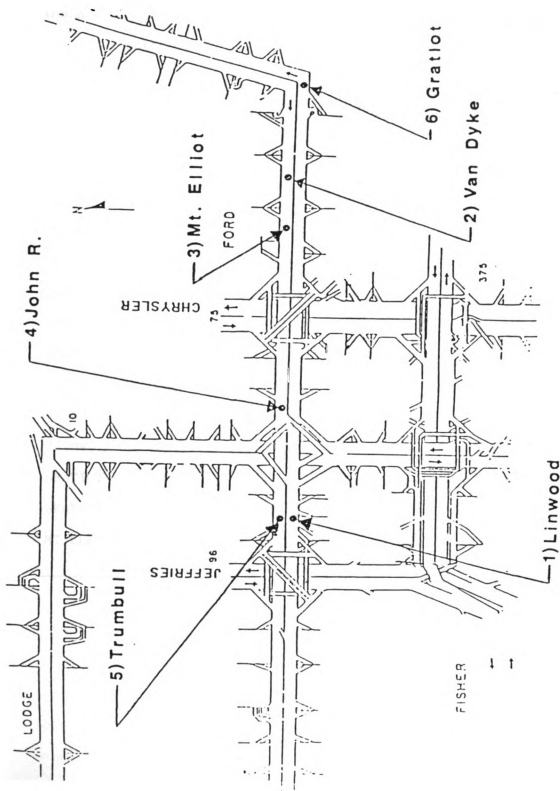 LODGE
5) Trumbull
10
4) John R.
N
3) Mt. Elliot
FORD
CHRYSLER
75
JEFFRIES
96
6) Gratiot
2) Van Dyke
375
1) Linwood
FISHER